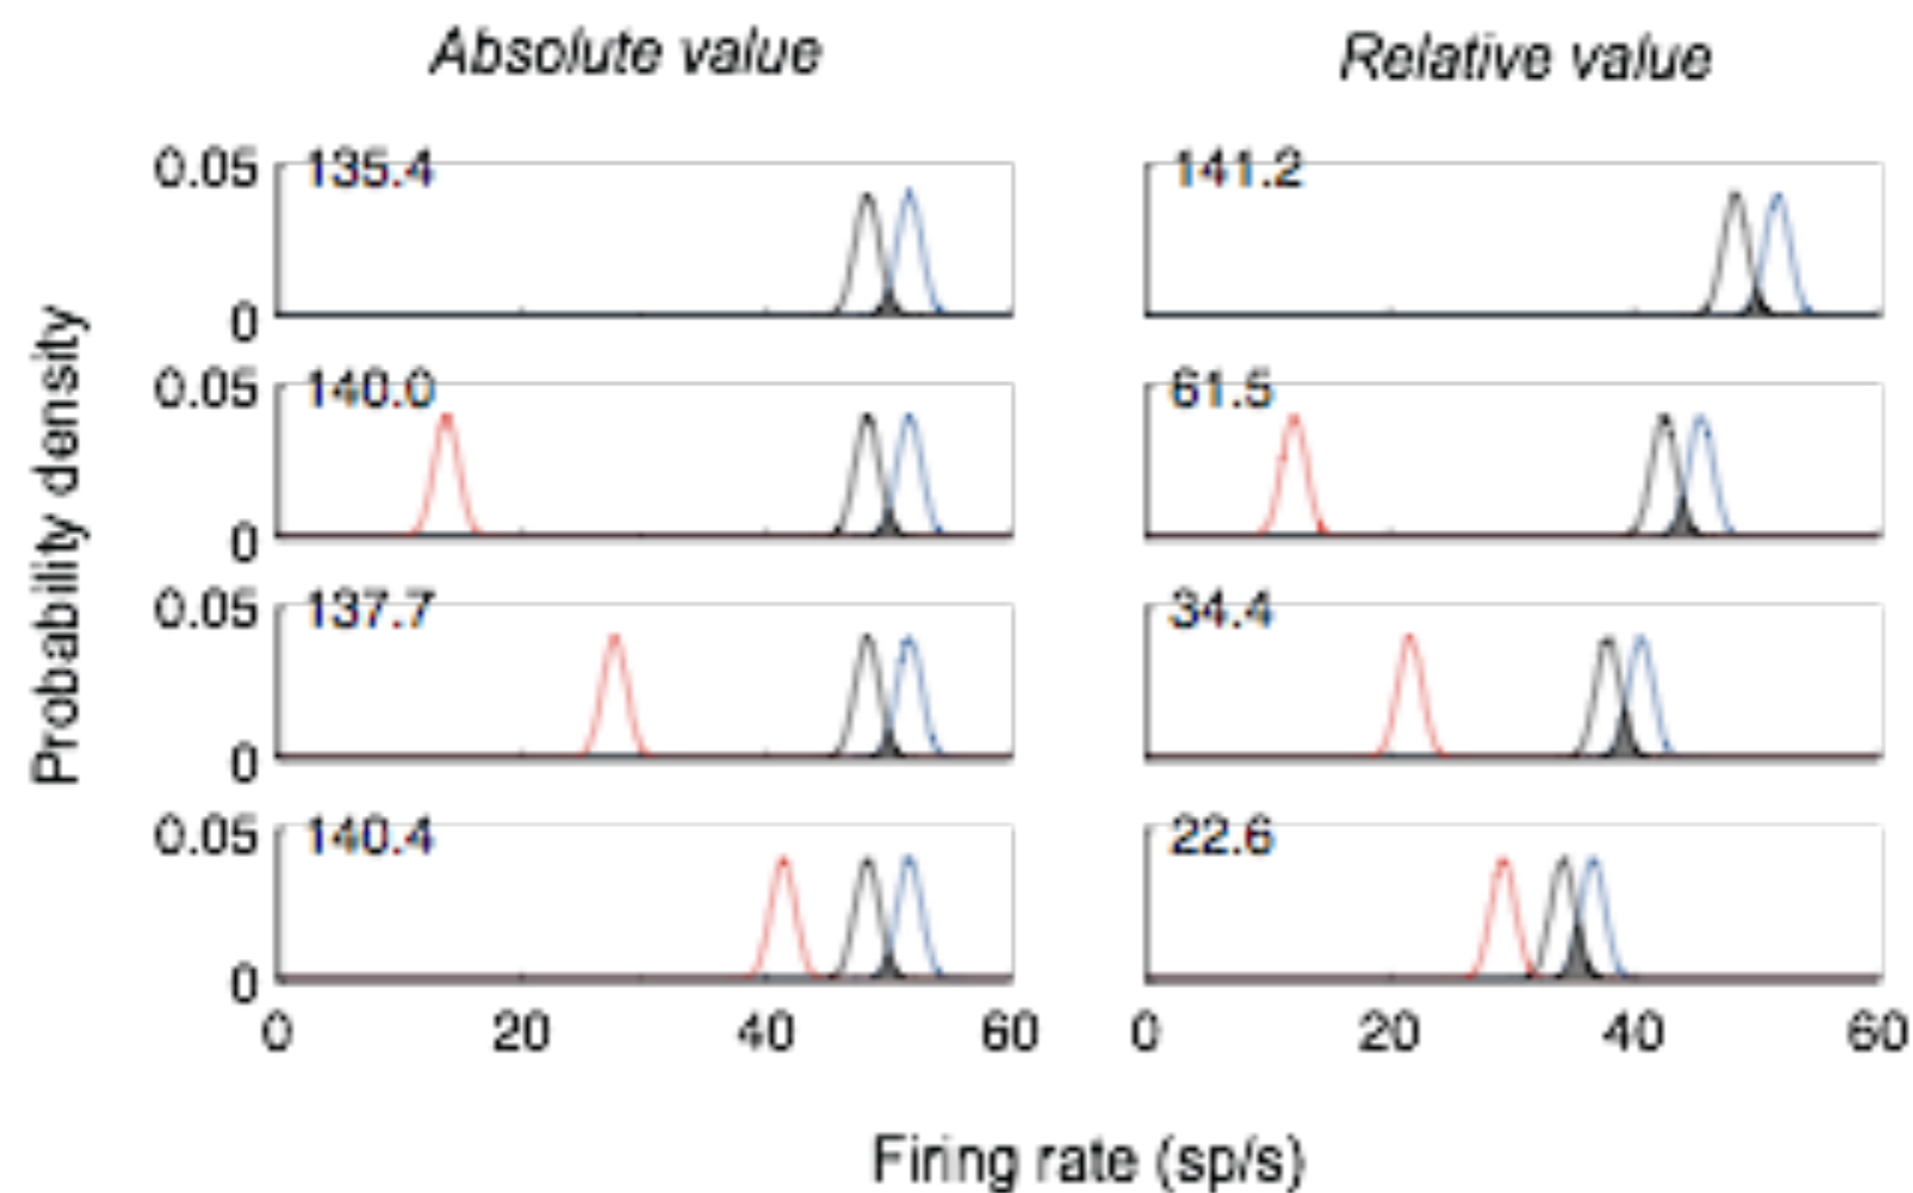 Absolute value Relative value
0.05 135.4 141.2
0
0.05 140.0 61.5
0
0.05 137.7 34.4
0
0.05 140.4 22.6
0
0 20 40 60 0 20 40 60
Probability density
Firing rate (sp/s)